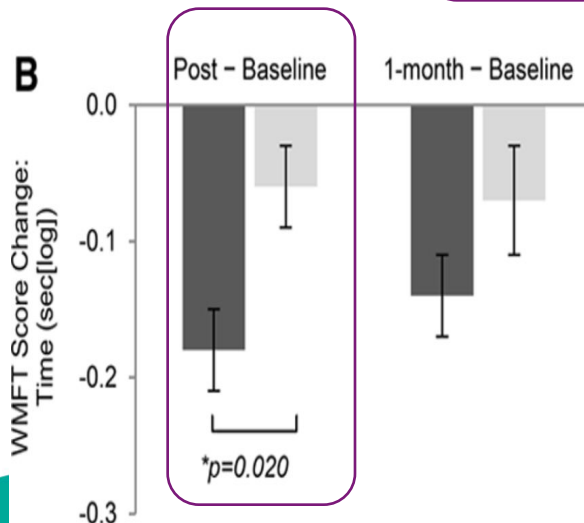 B
Post – Baseline
1-month – Baseline
WMFT Score Change:
Time (sec[log])
0.0
-0.1
-0.2
-0.3
*p=0.020